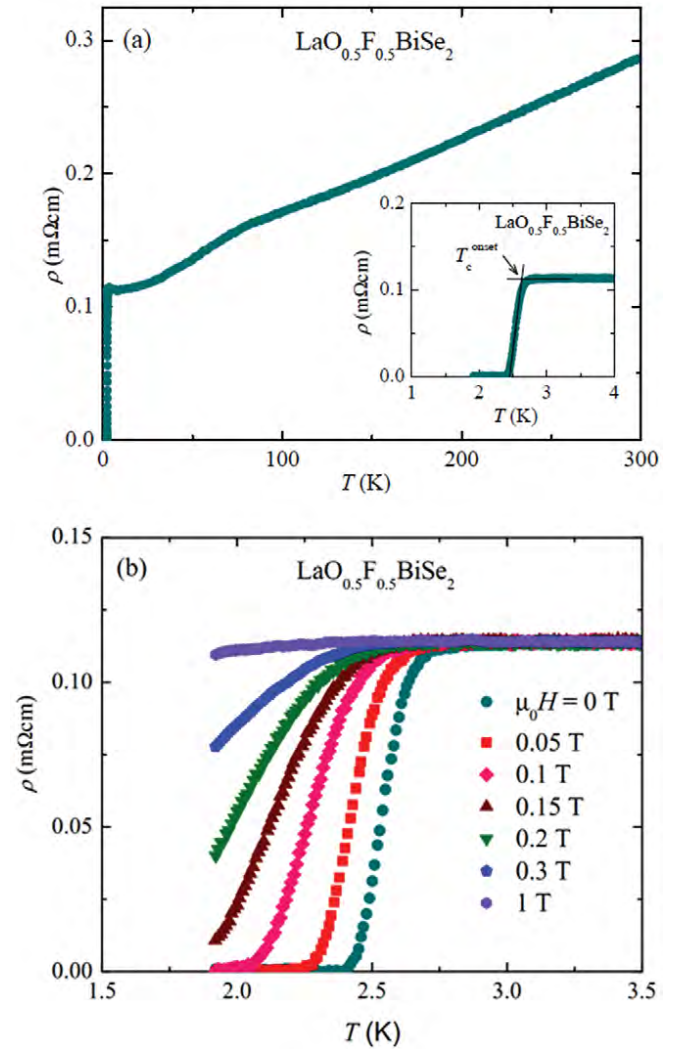 (a) LaO0.5F0.5BiSe2
0.3
0.2
0.1
0.0
ρ (mΩcm)
0 100 200 300
T (K)
LaO0.5F0.5BiSe2
Tc onset
0.2
0.1
0.0
ρ (mΩcm)
1 2 3 4
T (K)
(b) LaO0.5F0.5BiSe2
0.15
0.10
0.05
0.00
ρ (mΩcm)
μ0H = 0 T
0.05 T
0.1 T
0.15 T
0.2 T
0.3 T
1 T
1.5 2.0 2.5 3.0 3.5
T (K)